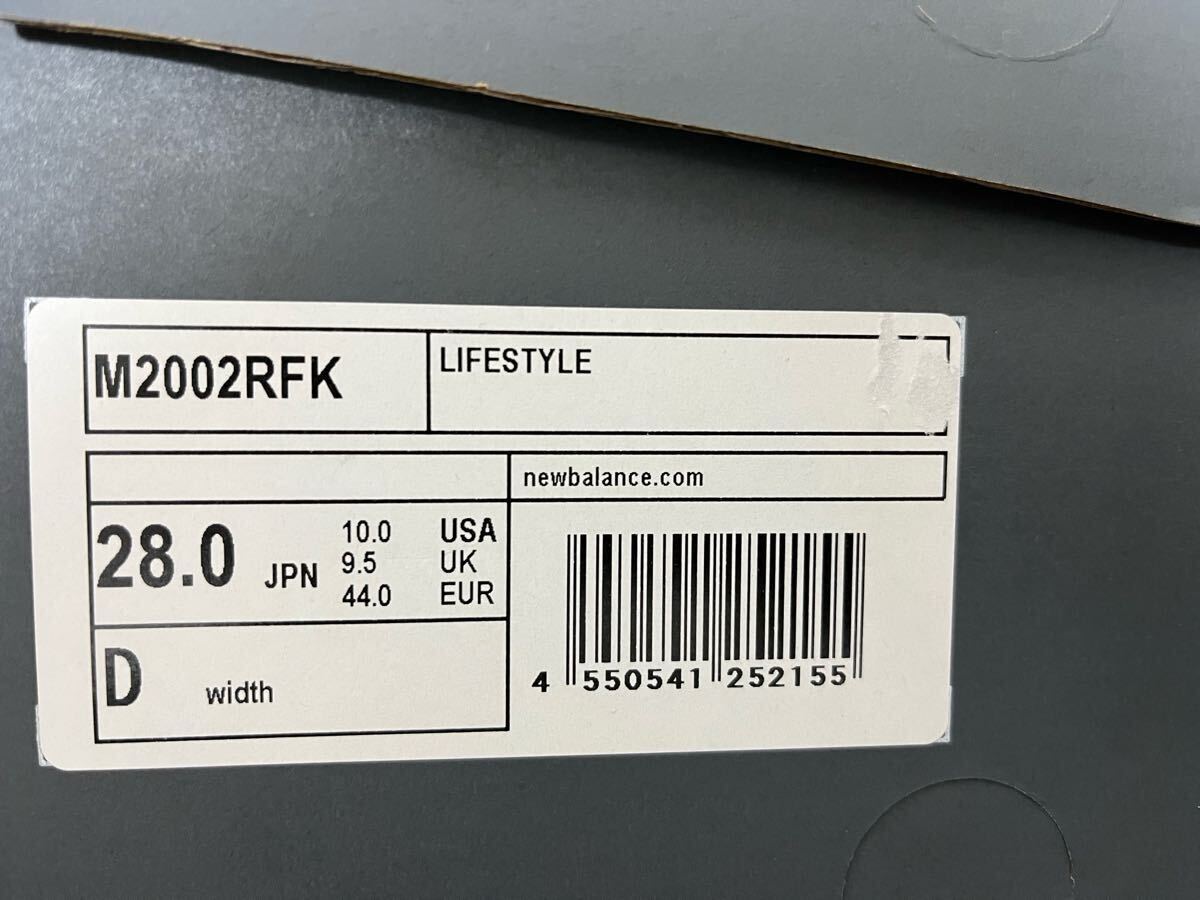 M2002RFK
LIFESTYLE
newbalance.com
28.0 JPN
10.0 USA
9.5 UK
44.0 EUR
D width
4 550541 252155